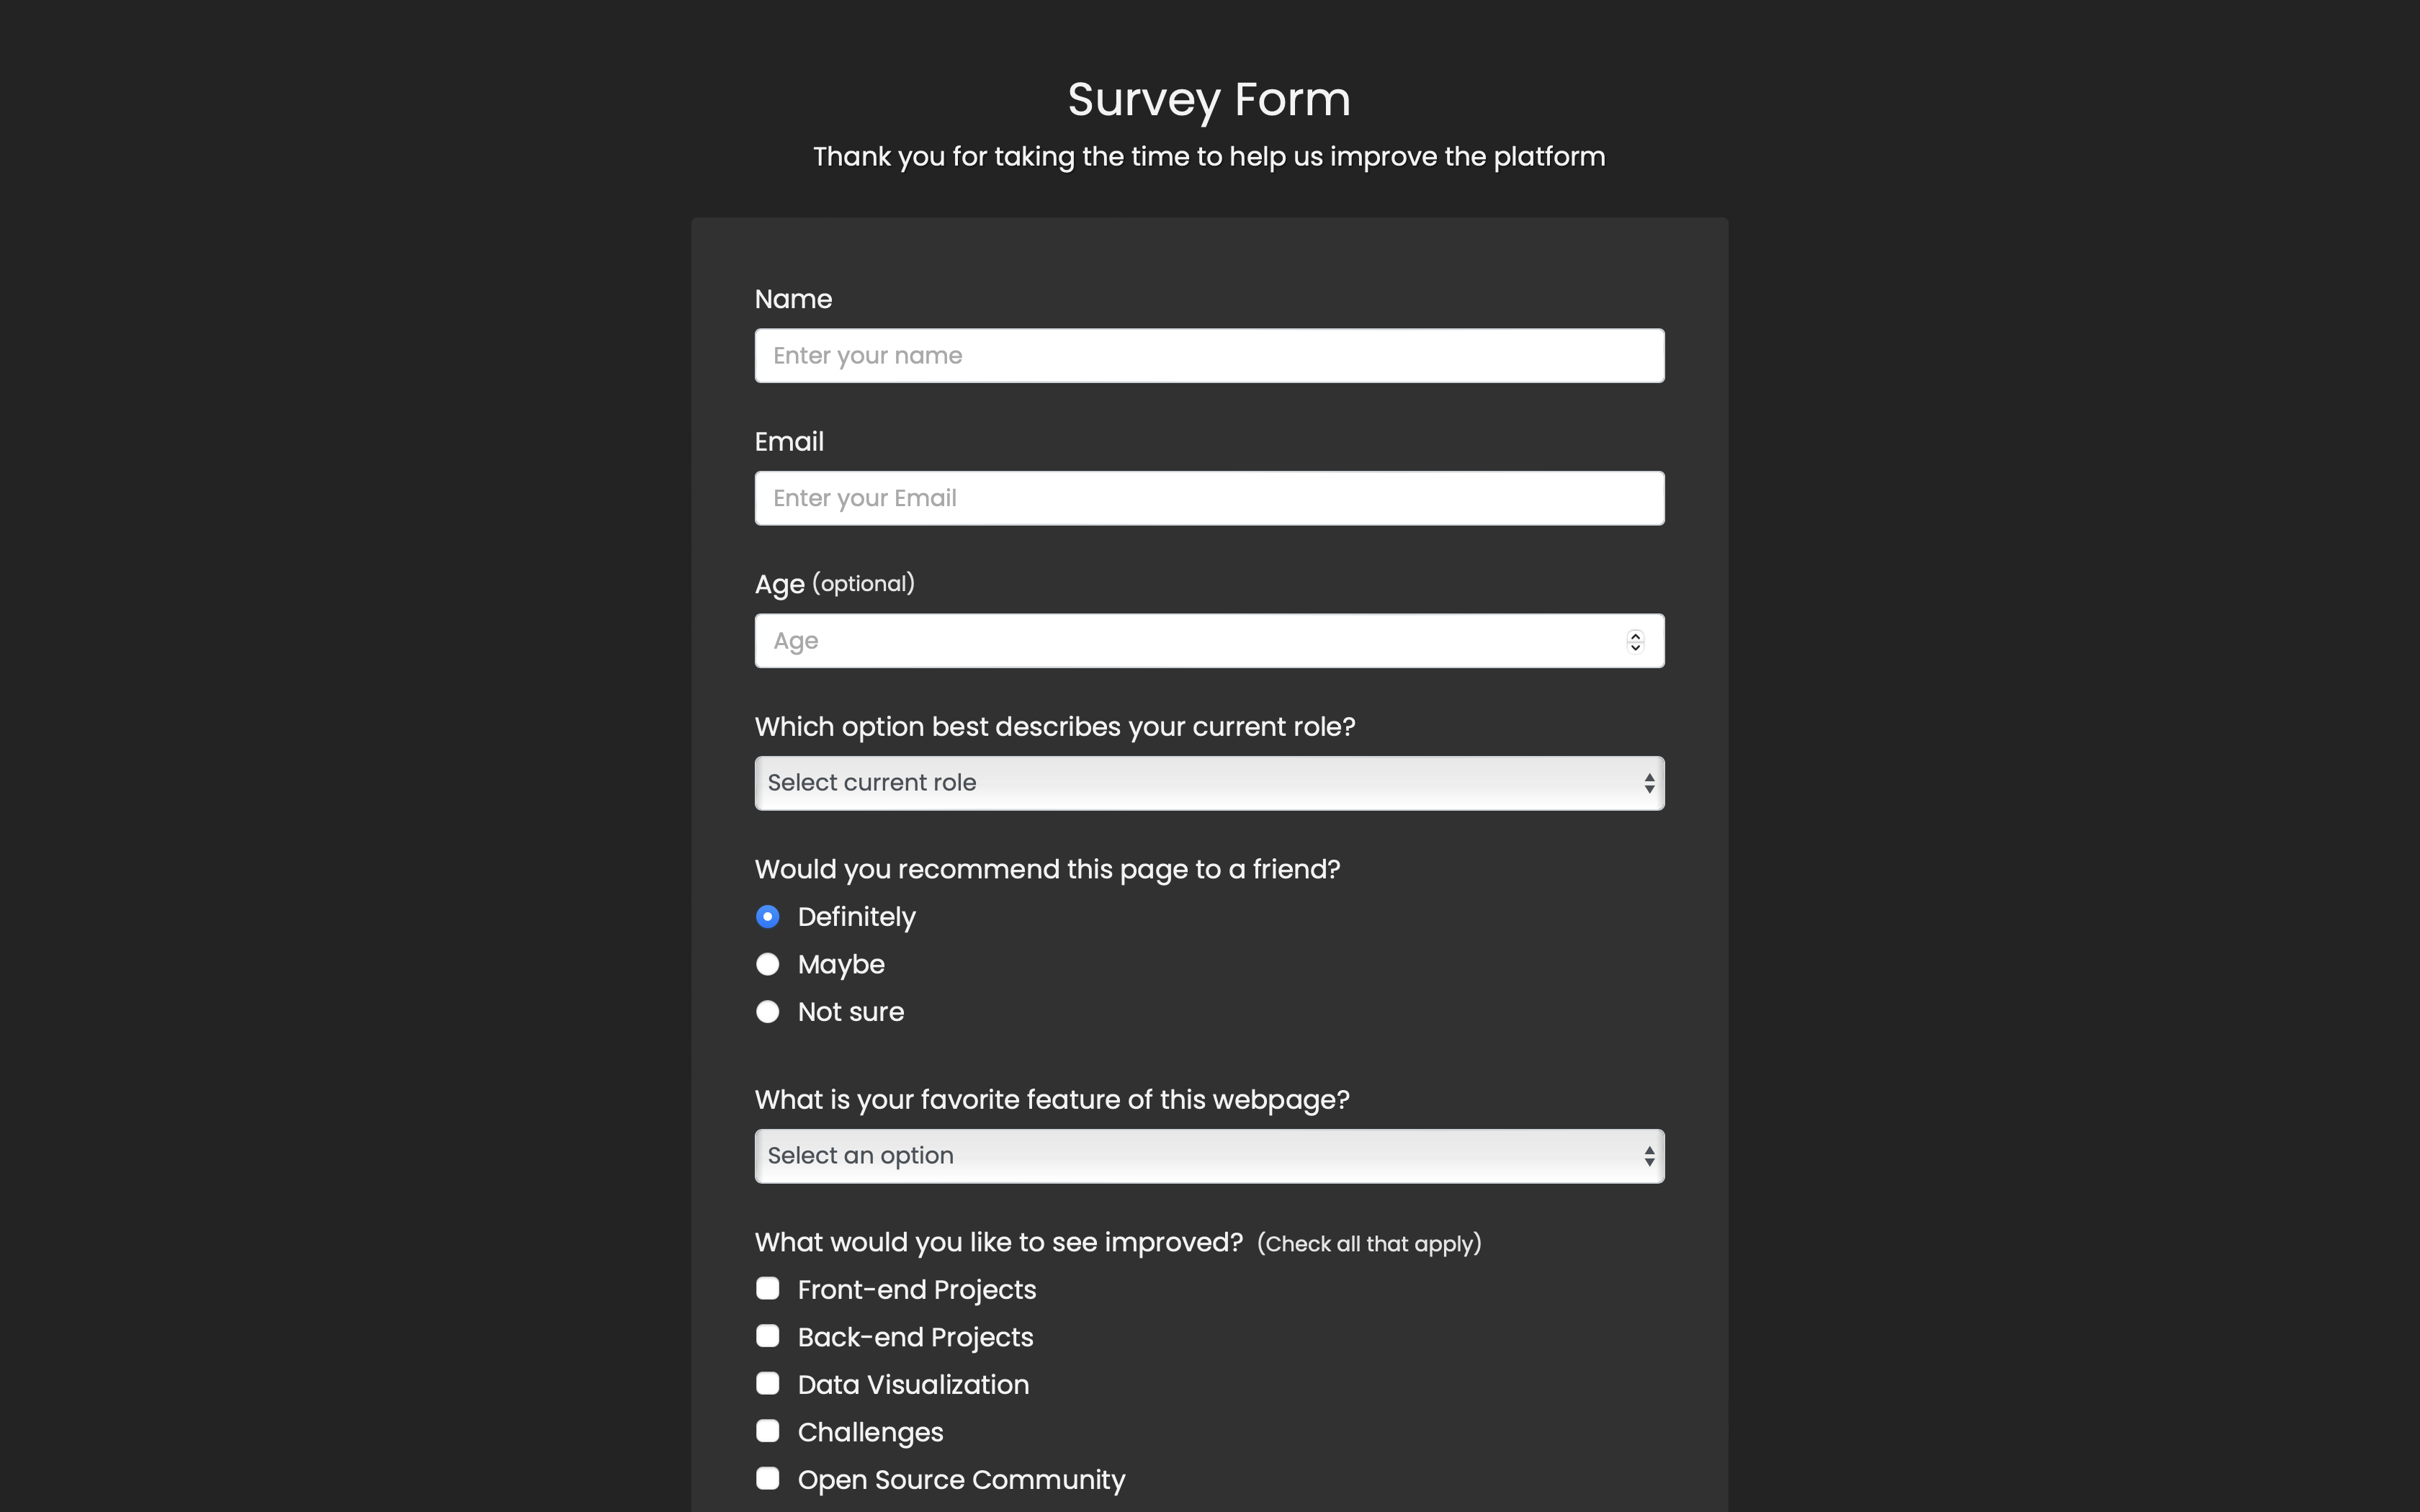 Survey Form
Thank you for taking the time to help us improve the platform
Name
Enter your name
Email
Enter your Email
Age (optional)
Age
Which option best describes your current role?
Select current role
Would you recommend this page to a friend?
Definitely
Maybe
Not sure
What is your favorite feature of this webpage?
Select an option
What would you like to see improved? (Check all that apply)
Front-end Projects
Back-end Projects
Data Visualization
Challenges
Open Source Community